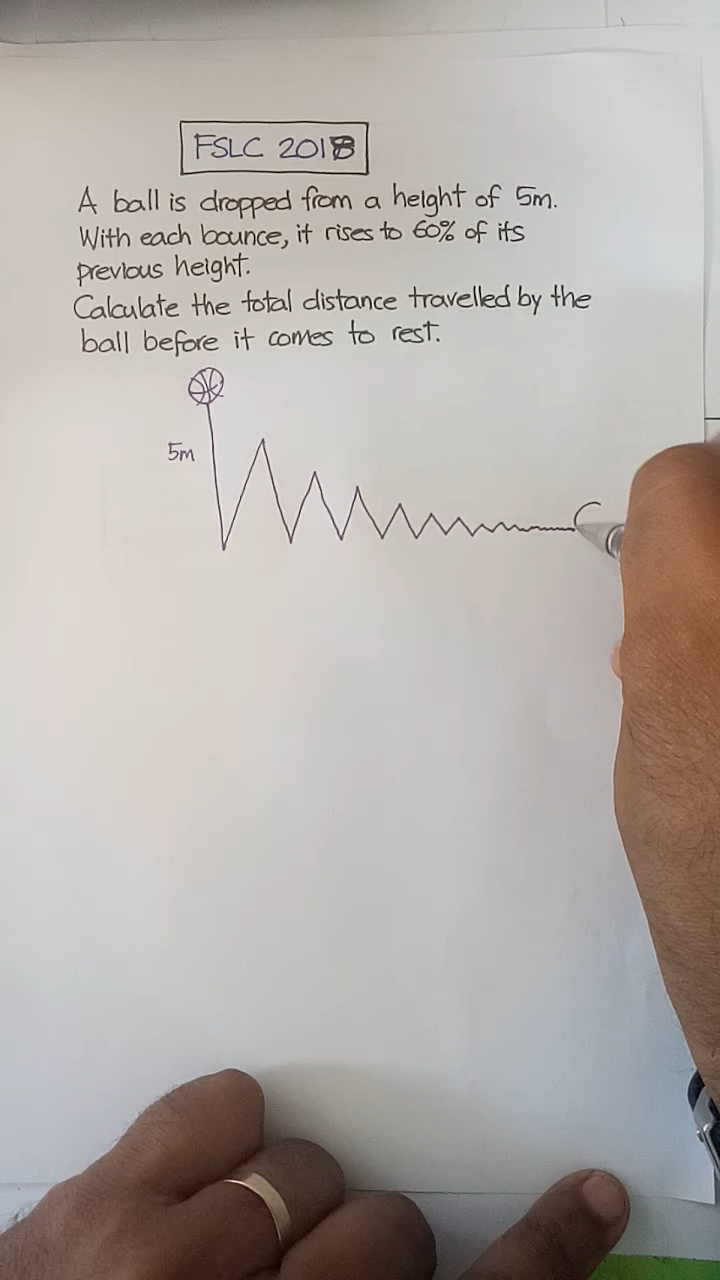 FSLC 2018
A ball is dropped from a height of 5m.
With each bounce, it rises to 60% of its
previous height.
Calculate the total distance travelled by the
ball before it comes to rest.
5m